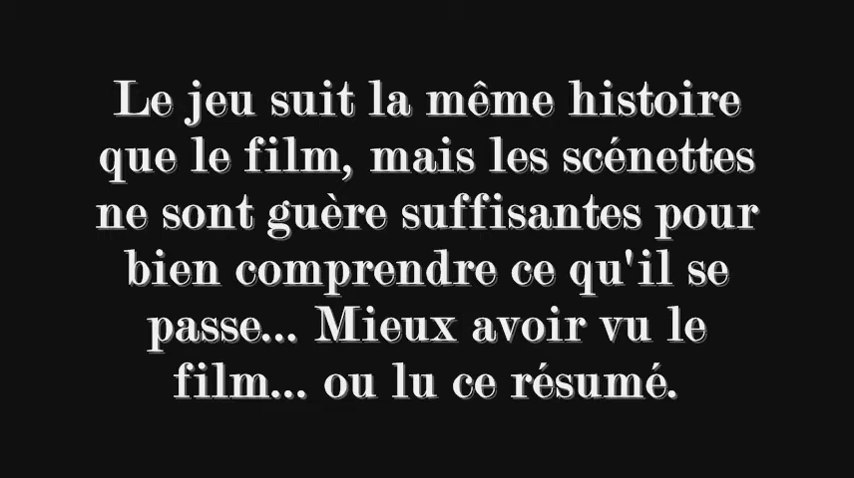 Le jeu suit la même histoire
que le film, mais les scénettes
ne sont guère suffisantes pour
bien comprendre ce qu'il se
passe... Mieux avoir vu le
film... ou lu ce résumé.